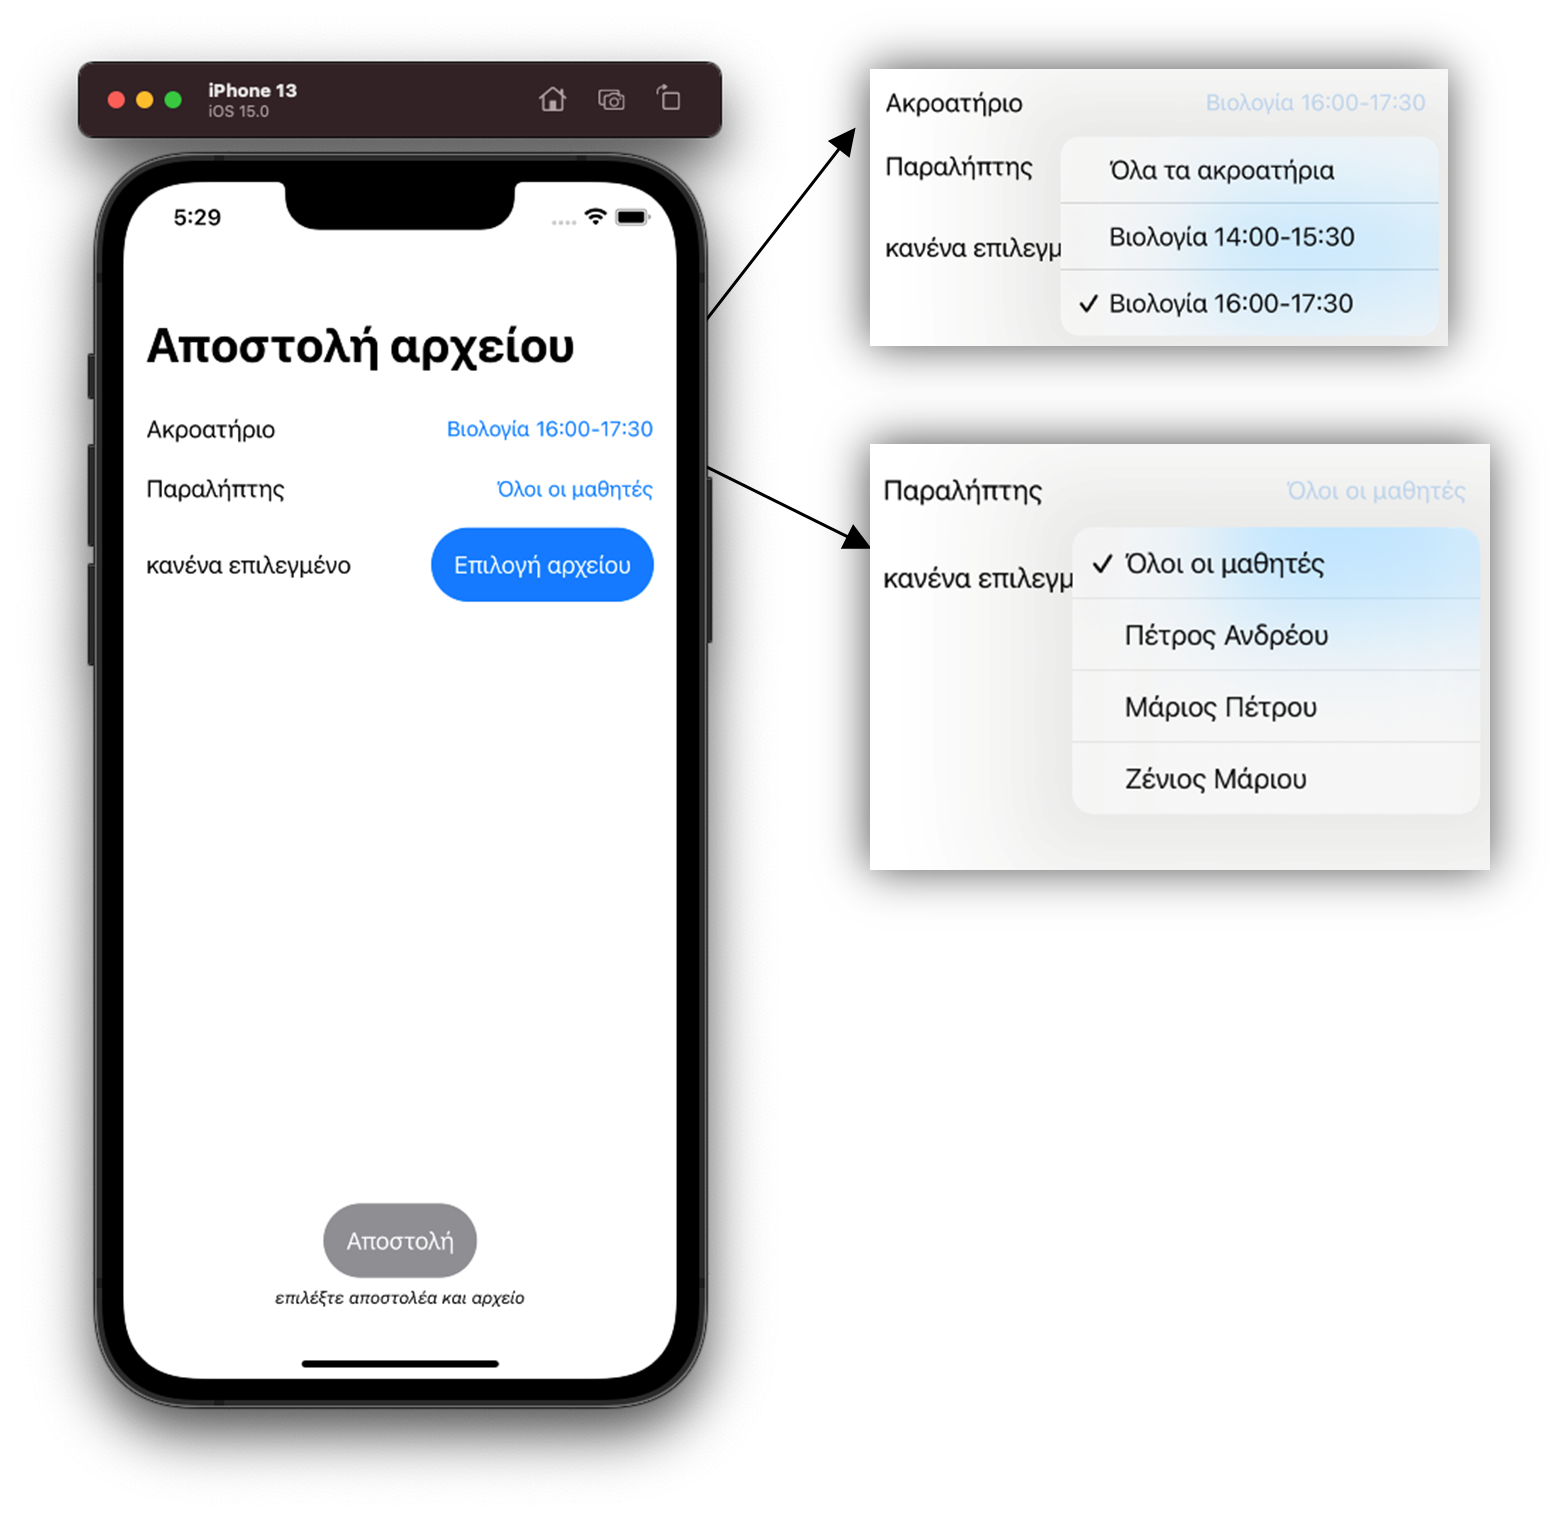 iPhone 13
iOS 15.0
5:29
Αποστολή αρχείου
Ακροατήριο Βιολογία 16:00-17:30
Παραλήπτης Όλοι οι μαθητές
κανένα επιλεγμένο Επιλογή αρχείου
Αποστολή
επιλέξτε αποστολέα και αρχείο
Ακροατήριο Βιολογία 16:00-17:30
Παραλήπτης
Όλα τα ακροατήρια
Βιολογία 14:00-15:30
κανένα επιλεγμ
Βιολογία 16:00-17:30
Παραλήπτης Όλοι οι μαθητές
Όλοι οι μαθητές
κανένα επιλεγμ
Πέτρος Ανδρέου
Μάριος Πέτρου
Ζένιος Μάριου